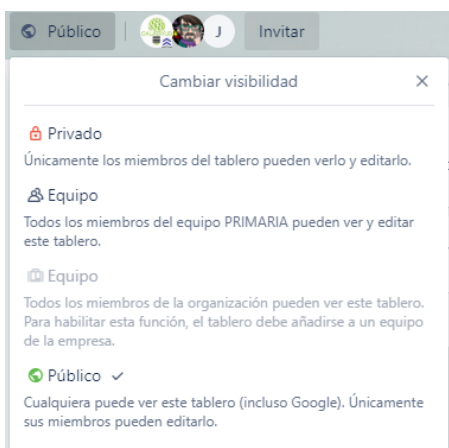 Público J Invitar
Cambiar visibilidad
Privado
Únicamente los miembros del tablero pueden verlo y editarlo.
Equipo
Todos los miembros del equipo PRIMARIA pueden ver y editar
este tablero.
Equipo
Todos los miembros de la organización pueden ver este tablero.
Para habilitar esta función, el tablero debe añadirse a un equipo
de la empresa.
Público
Cualquiera puede ver este tablero (incluso Google). Únicamente
sus miembros pueden editarlo.